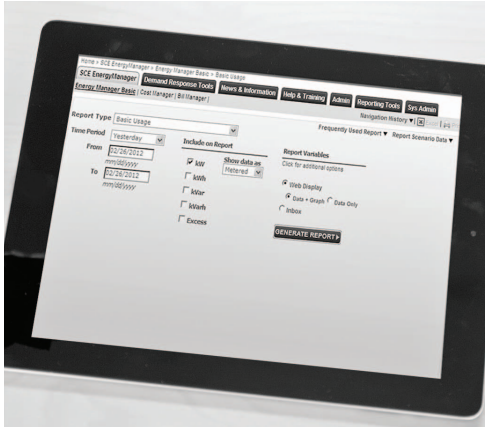 Home » SCE EnergyManager » Energy Manager Basic » Basic Usage
SCE EnergyManager Demand Response Tools News & Information Help & Training Admin Reporting Tools Sys Admin
Energy Manager Basic | Cost Manager | Bill Manager |
Navigation History ▼
Frequently Used Report ▼ Report Scenario Data ▼
Report Type Basic Usage
Time Period Yesterday
From 02/26/2012
mm/dd/yyyy
To 02/26/2012
mm/dd/yyyy
Include on Report
kW
kWh
kVar
kVarh
Excess
Show data as
Metered
Report Variables
Click for additional options
Web Display
Data + Graph Data Only
Inbox
GENERATE REPORT